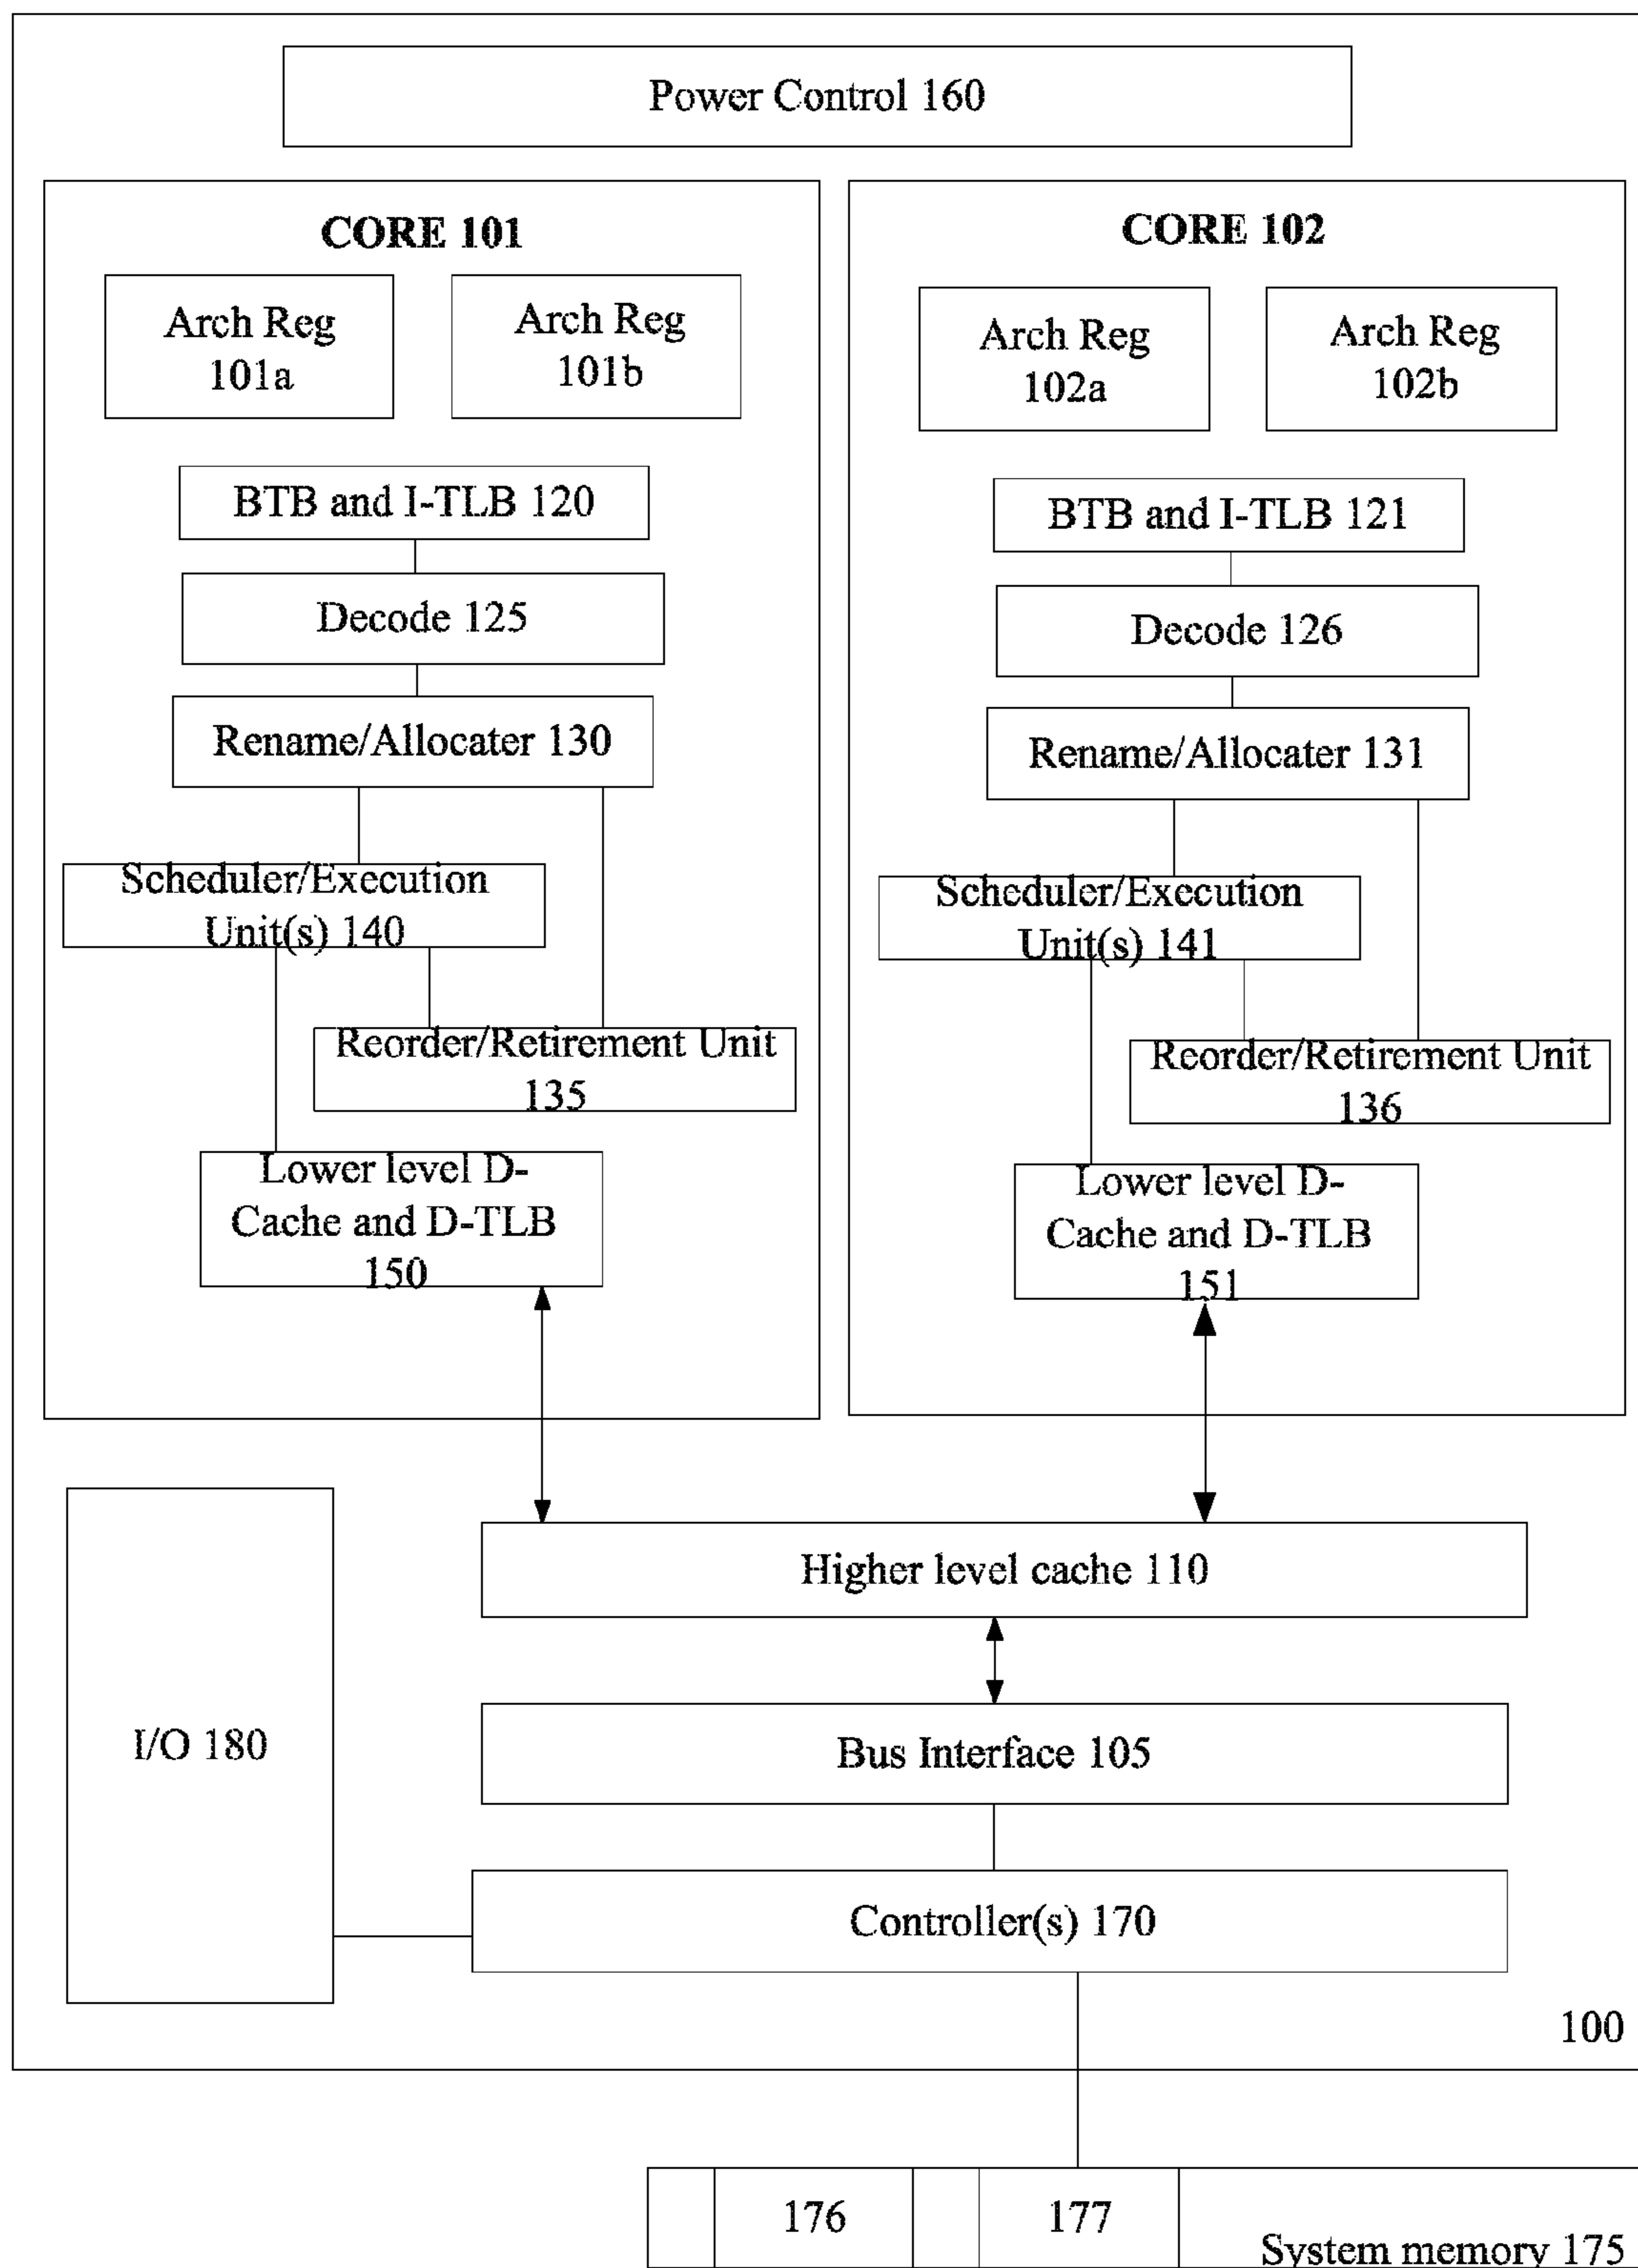 Power Control 160
CORE 101
Arch Reg
101a
Arch Reg
101b
BTB and I-TLB 120
Decode 125
Rename/Allocater 130
Scheduler/Execution
Unit(s) 140
Reorder/Retirement Unit
135
Lower level D-
Cache and D-TLB
150
CORE 102
Arch Reg
102a
Arch Reg
102b
BTB and I-TLB 121
Decode 126
Rename/Allocater 131
Scheduler/Execution
Unit(s) 141
Reorder/Retirement Unit
136
Lower level D-
Cache and D-TLB
151
Higher level cache 110
I/O 180
Bus Interface 105
Controller(s) 170
100
176
177
System memory 175